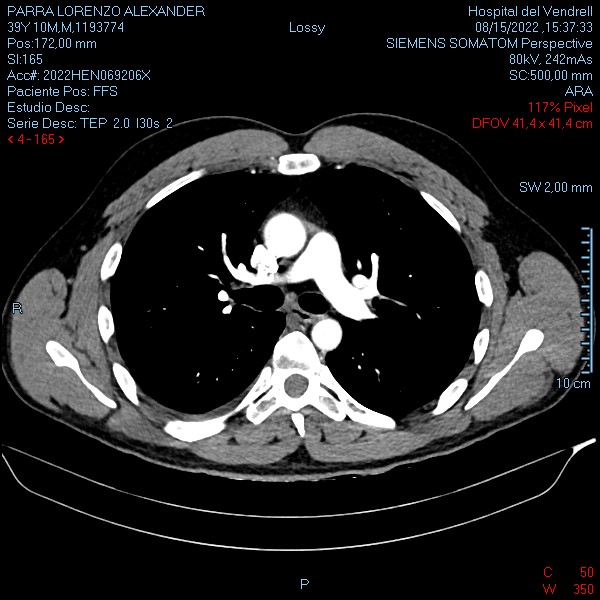 PARRA LORENZO ALEXANDER
39Y 10M,M,1193774
Pos:172,00 mm
SI:165
Acc#: 2022HEN069206X
Paciente Pos: FFS
Estudio Desc:
Serie Desc: TEP 2.0 I30s 2
< 4-165 >
Lossy
Hospital del Vendrell
08/15/2022 ,15:37:33
SIEMENS SOMATOM Perspective
80kV, 242mAs
SC:500,00 mm
ARA
117% Pixel
DFOV 41,4 x 41,4 cm
SW 2,00 mm
R
10 cm
P
C 50
W 350